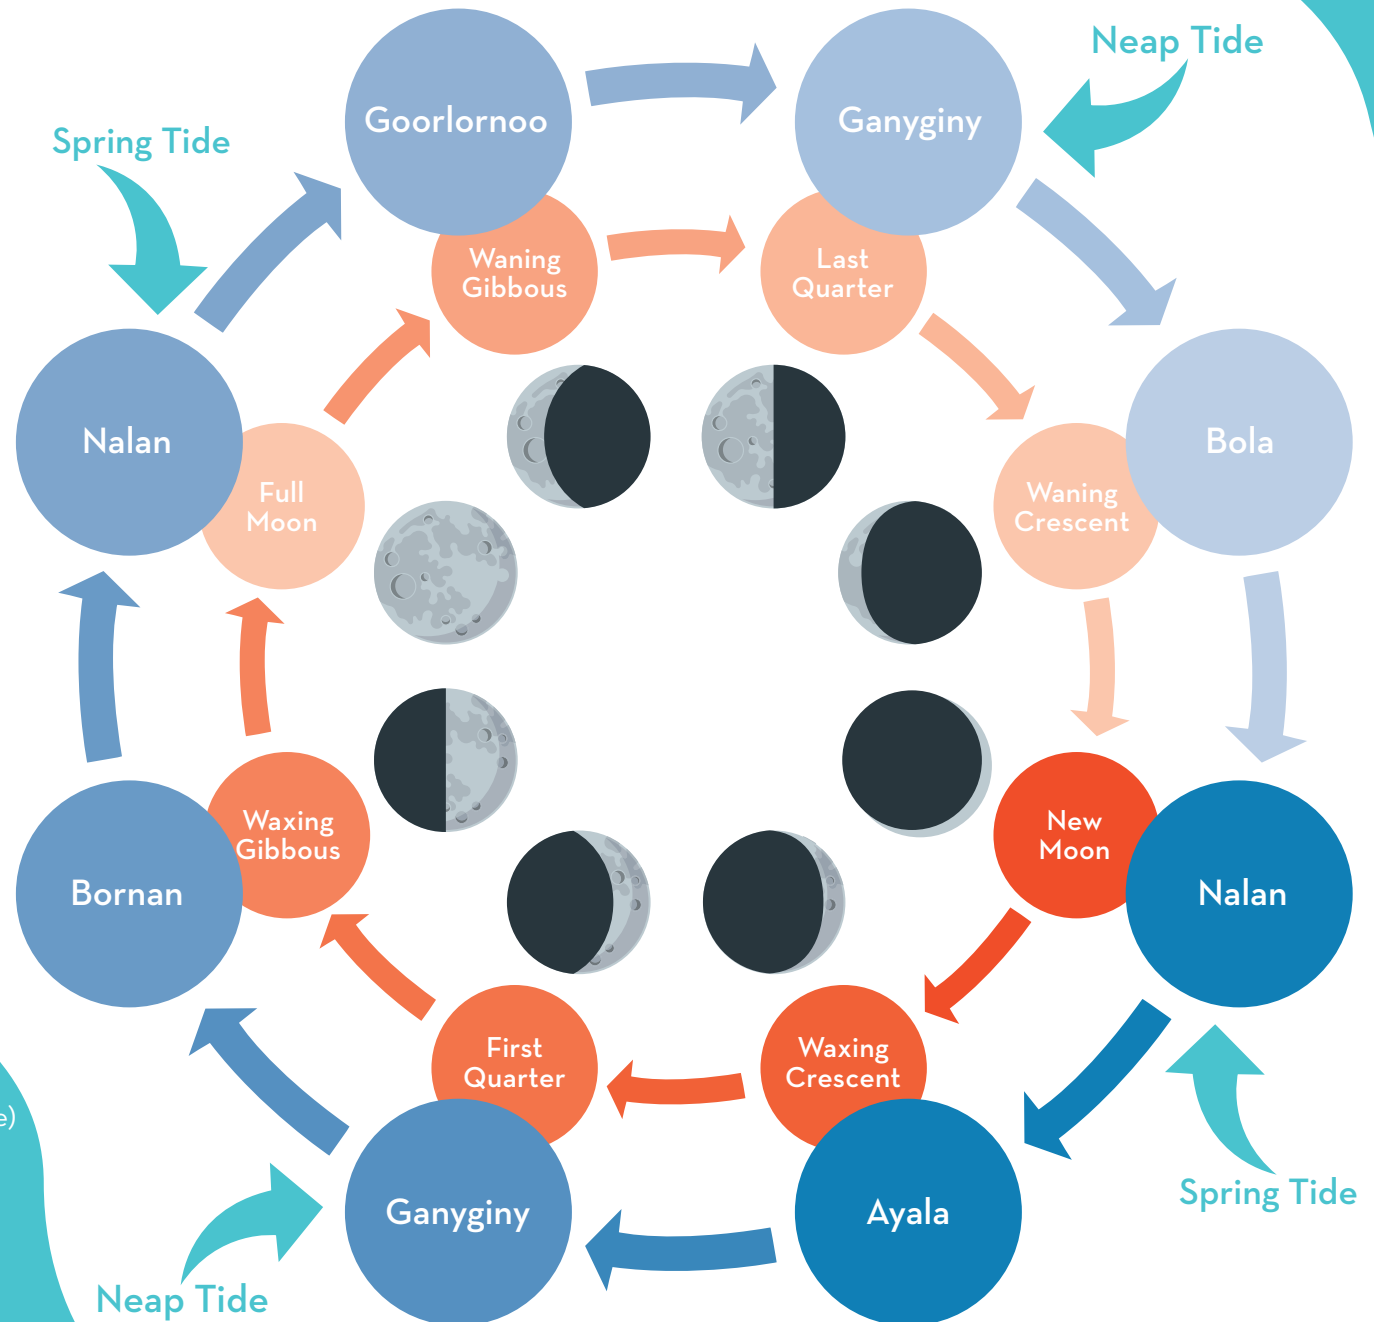 Neap Tide
Goorlornoo
Ganyginy
Spring Tide
Waning
Gibbous
Last
Quarter
Nalan
Bola
Full
Moon
Waning
Crescent
Waxing
Gibbous
New
Moon
Bornan
Nalan
First
Quarter
Waxing
Crescent
e)
Ganyginy
Ayala
Spring Tide
Neap Tide